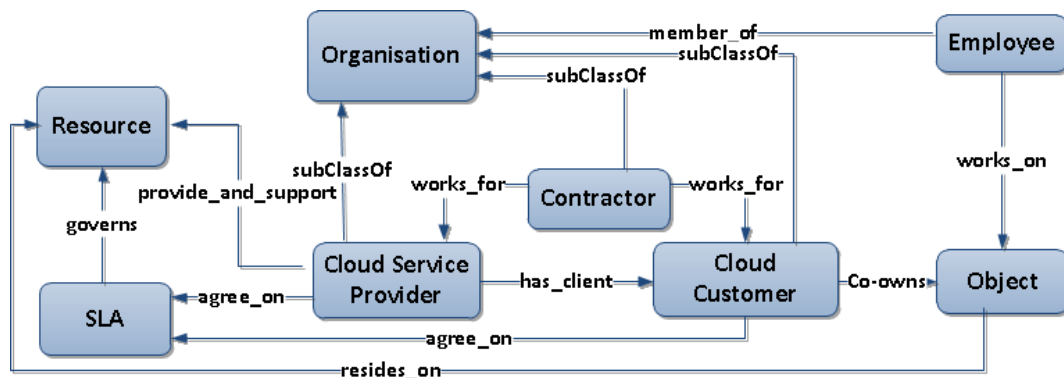 member_of
Employee
Organisation
subClassOf
subClassOf
Resource
works_on
subClassOf
provide_and_support
works_for
Contractor
works_for
governs
Cloud Service
Provider
has_client
Cloud
Customer
Co-owns
Object
agree_on
SLA
agree_on
resides_on